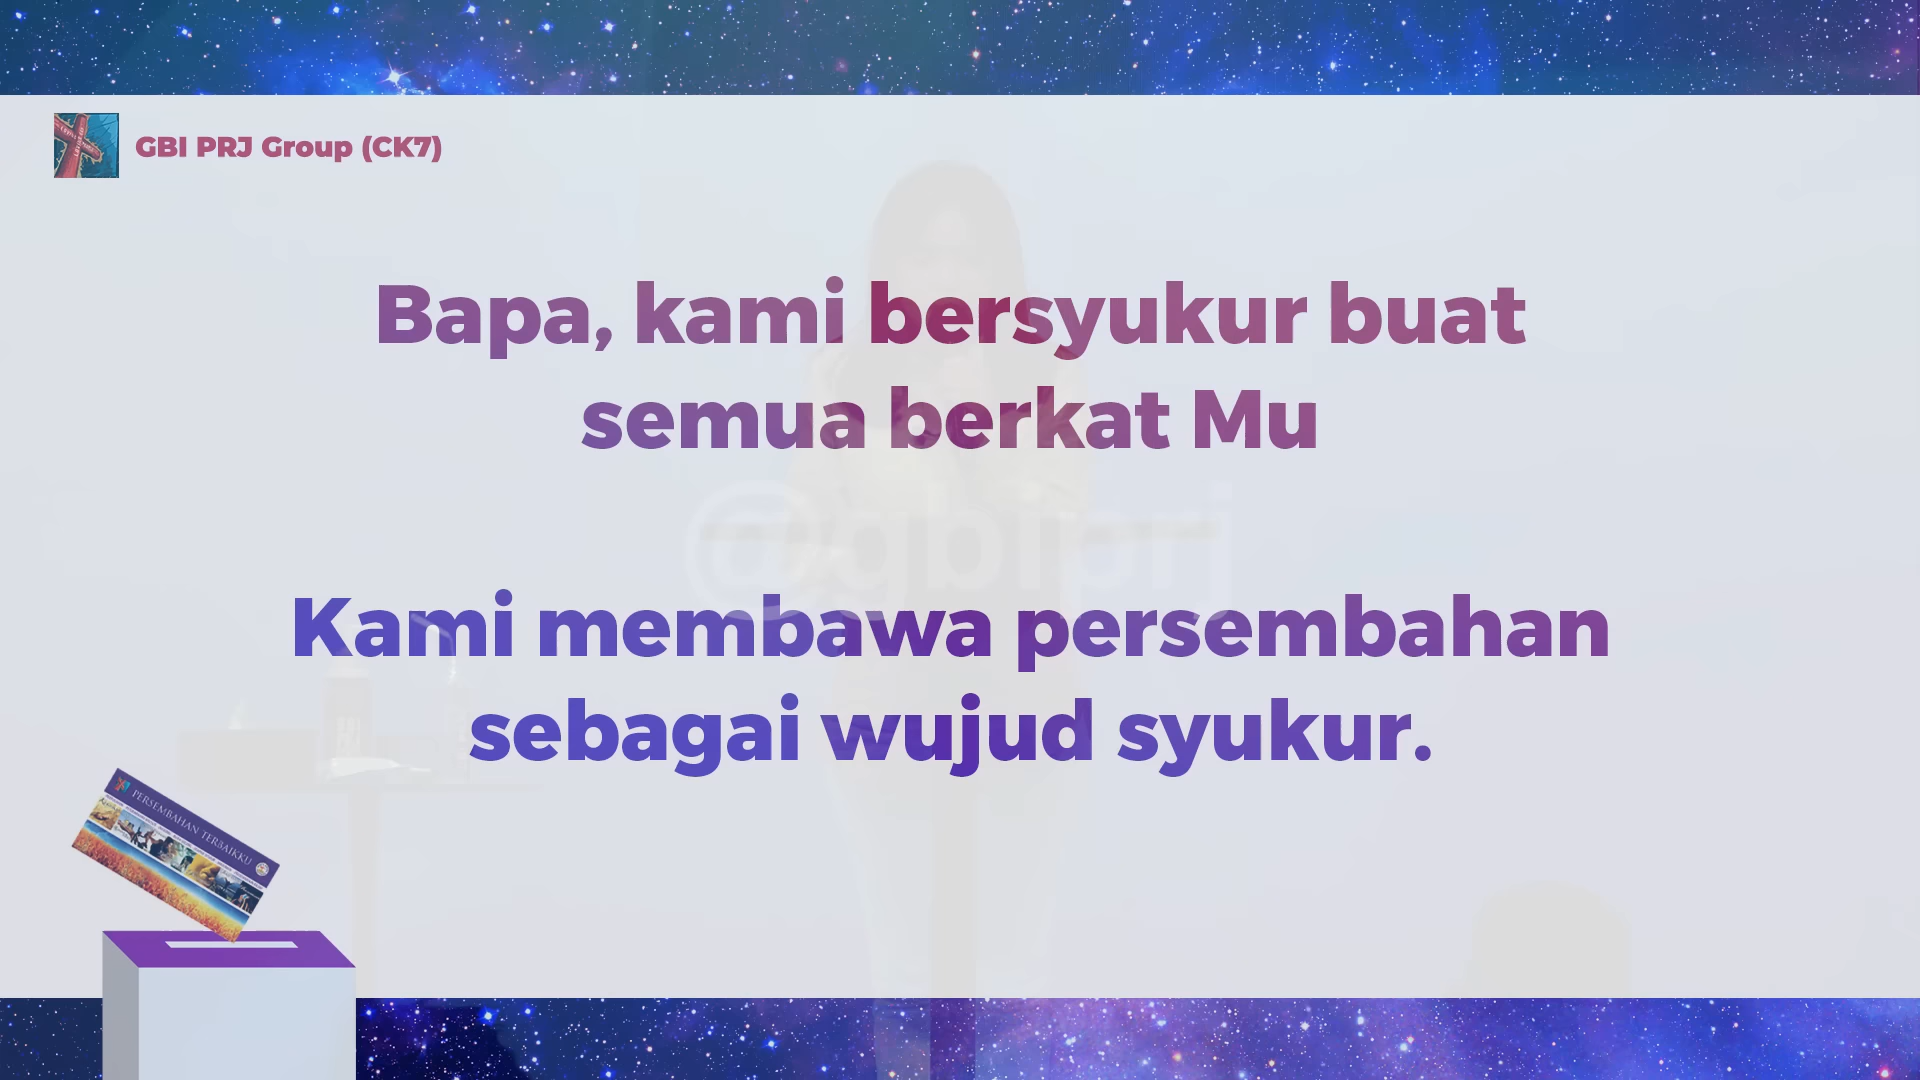 GBI PRJ Group (CK7)
Bapa, kami bersyukur buat
semua berkat Mu
@gbiprj
Kami membawa persembahan
sebagai wujud syukur.
PERSEMBAHAN TERBAIKKU